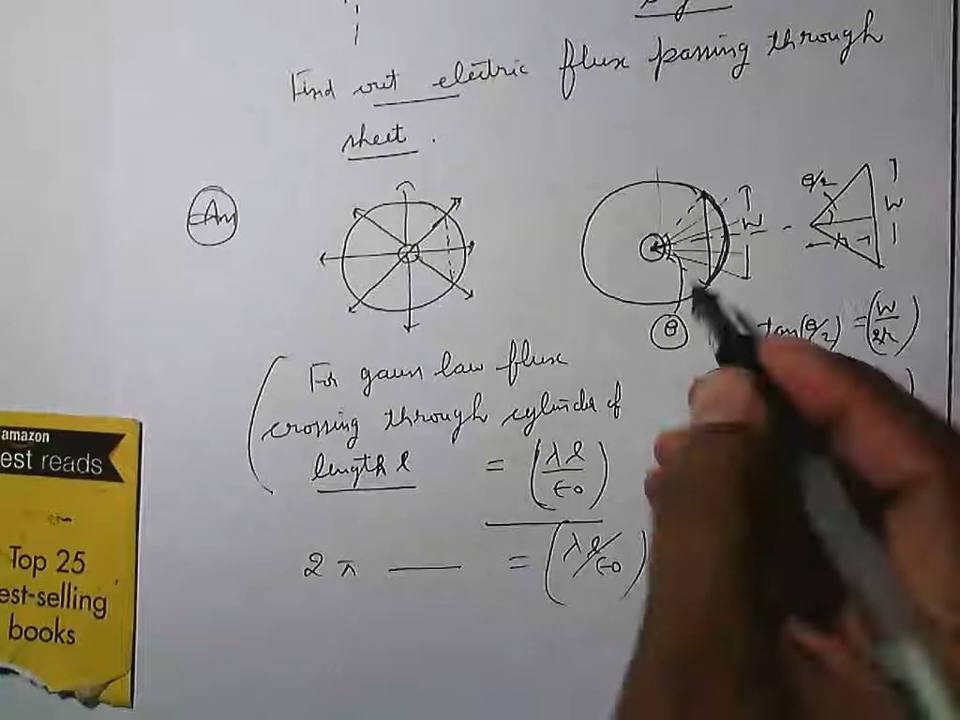 Find out electric flux passing through
sheet .
Ans
θ/2
W
r
W
θ
tan(θ/2) = (W/2r)
For gauss law flux
crossing through cylinder of
length l = (λl/ϵ0)
2π —— = (λl/ϵ0)
amazon
est reads
Top 25
est-selling
books